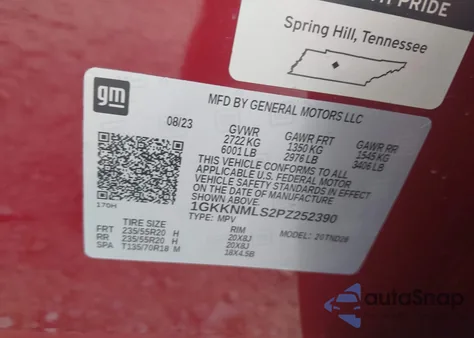 PRIDE
Spring Hill, Tennessee
gm
MFD BY GENERAL MOTORS LLC
08/23
GVWR GAWR FRT GAWR RR
2722 KG 1350 KG 1545 KG
6001 LB 2976 LB 3406 LB
THIS VEHICLE CONFORMS TO ALL
APPLICABLE U.S. FEDERAL MOTOR
VEHICLE SAFETY STANDARDS IN EFFECT
ON THE DATE OF MANUFACTURE
SHOWN ABOVE.
1GKKNMLS2PZ252390
170H
TYPE: MPV MODEL:
TIRE SIZE RIM
FRT 235/55R20 H 20X8J
RR 235/55R20 H 20X8J
SPA T135/70R18 M 18X4.5B
autoSnap